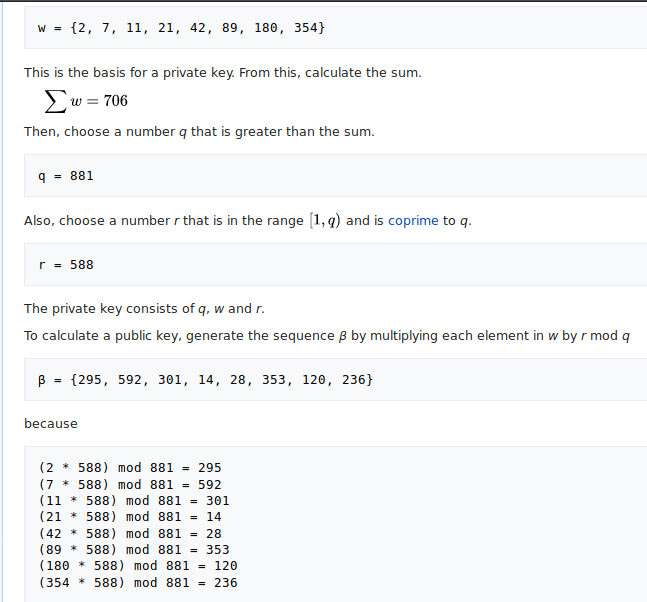 w = {2, 7, 11, 21, 42, 89, 180, 354}
This is the basis for a private key. From this, calculate the sum.
∑ w = 706
Then, choose a number q that is greater than the sum.
q = 881
Also, choose a number r that is in the range [1, q) and is coprime to q.
r = 588
The private key consists of q, w and r.
To calculate a public key, generate the sequence β by multiplying each element in w by r mod q
β = {295, 592, 301, 14, 28, 353, 120, 236}
because
(2 * 588) mod 881 = 295
(7 * 588) mod 881 = 592
(11 * 588) mod 881 = 301
(21 * 588) mod 881 = 14
(42 * 588) mod 881 = 28
(89 * 588) mod 881 = 353
(180 * 588) mod 881 = 120
(354 * 588) mod 881 = 236